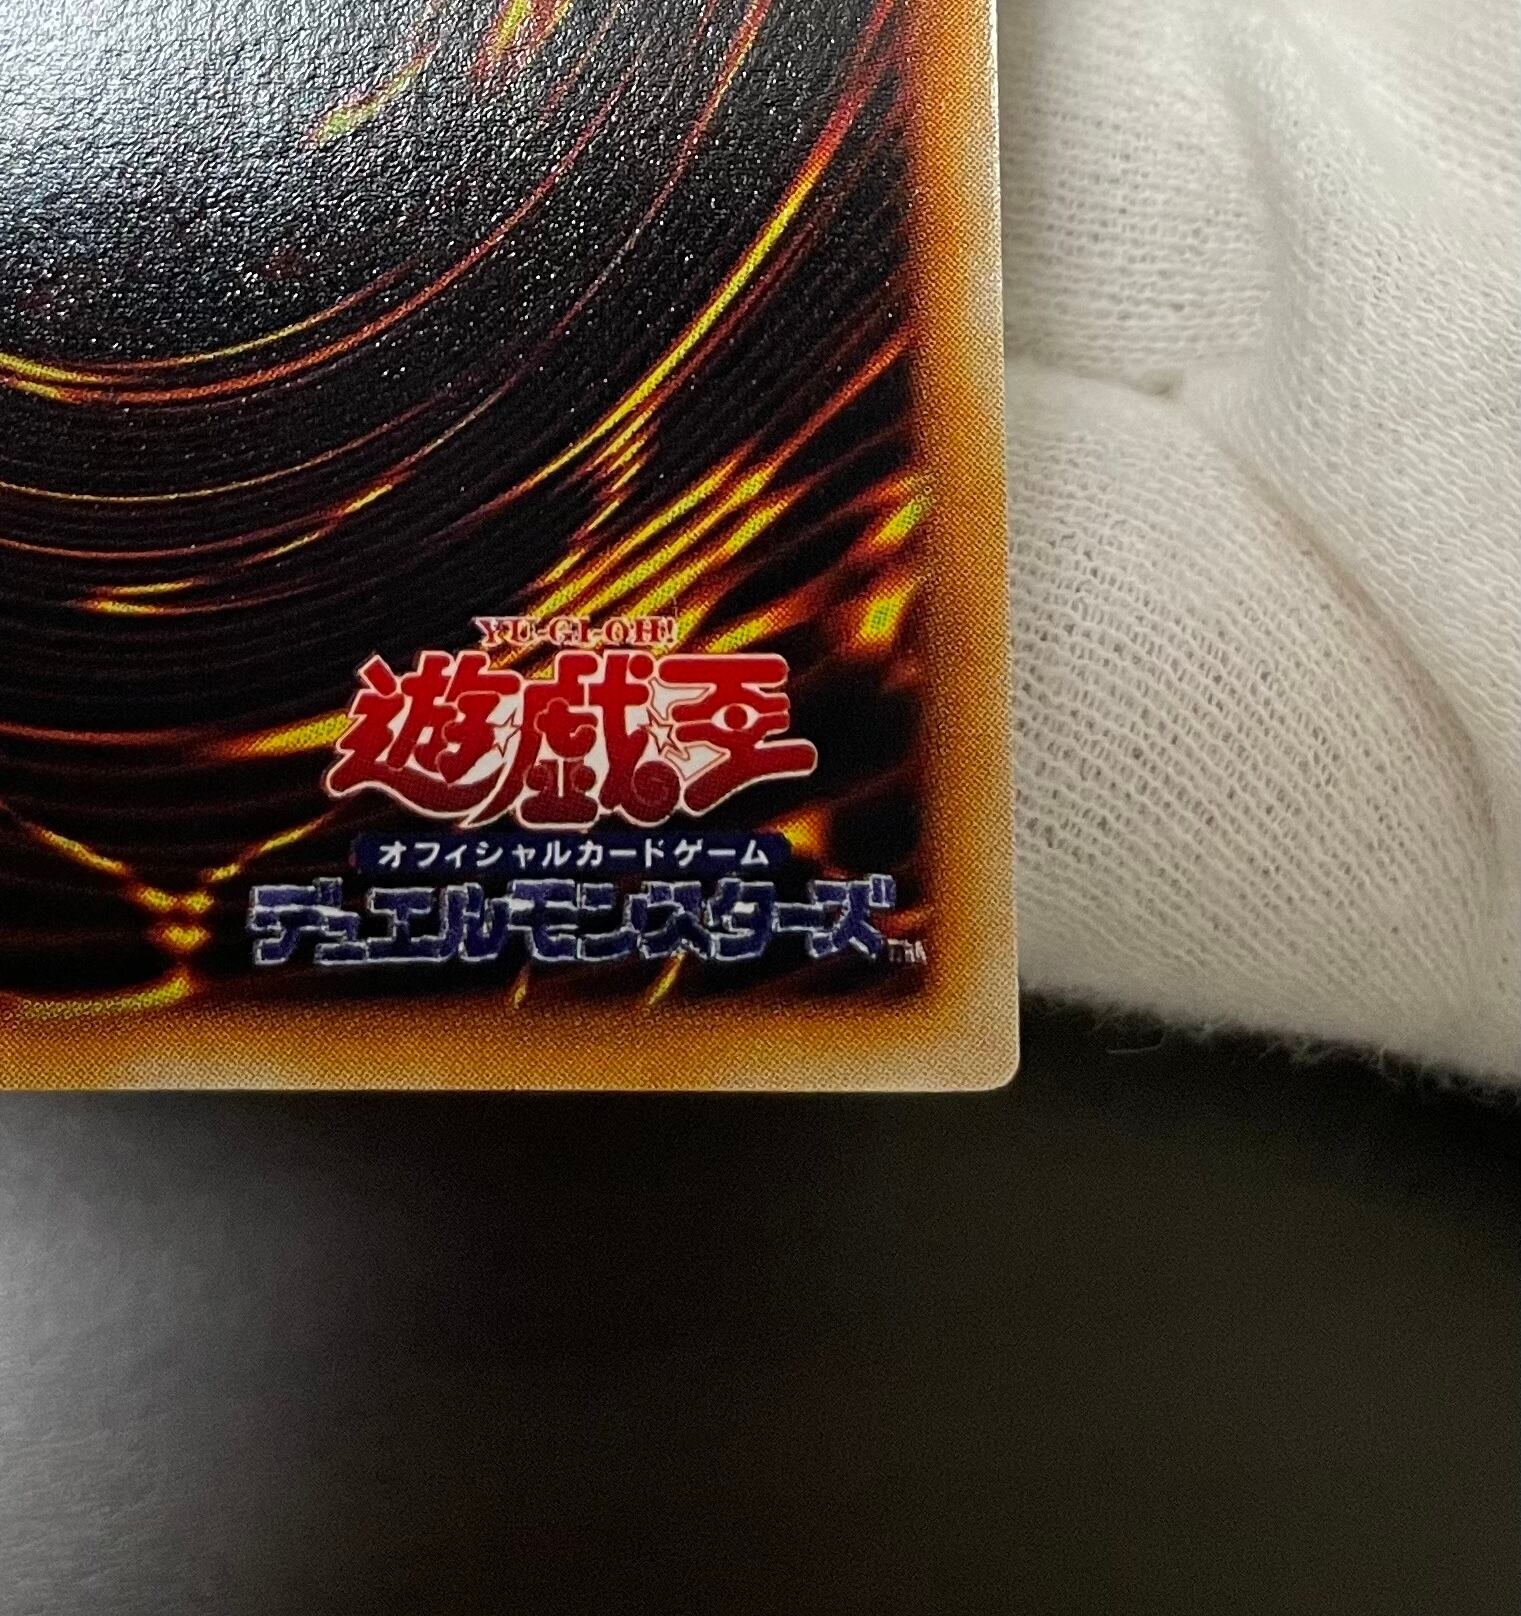 YU-GI-OH!
遊戯王
オフィシャルカードゲーム
デュエルモンスターズ
TM